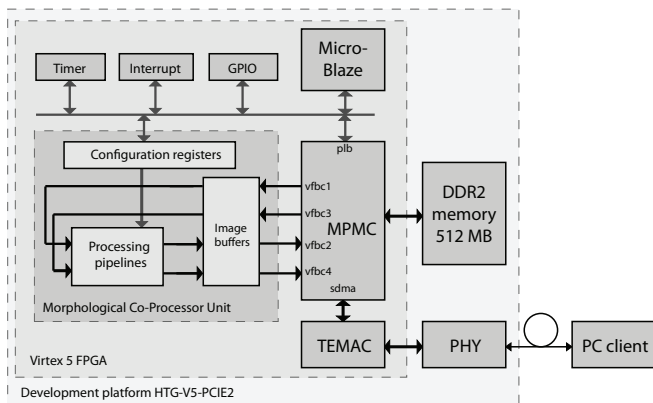 Timer
Interrupt
GPIO
Micro-
Blaze
plb
Configuration registers
vfbc1
vfbc3
vfbc2
vfbc4
MPMC
sdma
DDR2
memory
512 MB
Image
buffers
Processing
pipelines
Morphological Co-Processor Unit
TEMAC
PHY
PC client
Virtex 5 FPGA
Development platform HTG-V5-PCIE2